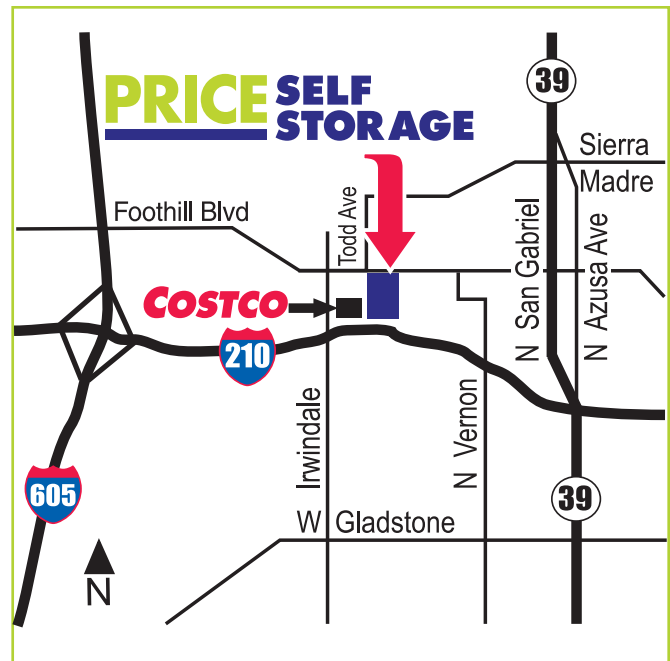 PRICE SELF
STORAGE
39
Sierra
Madre
Foothill Blvd
Todd Ave
N San Gabriel
N Azusa Ave
COSTCO
210
Irwindale
N Vernon
605
39
W Gladstone
N